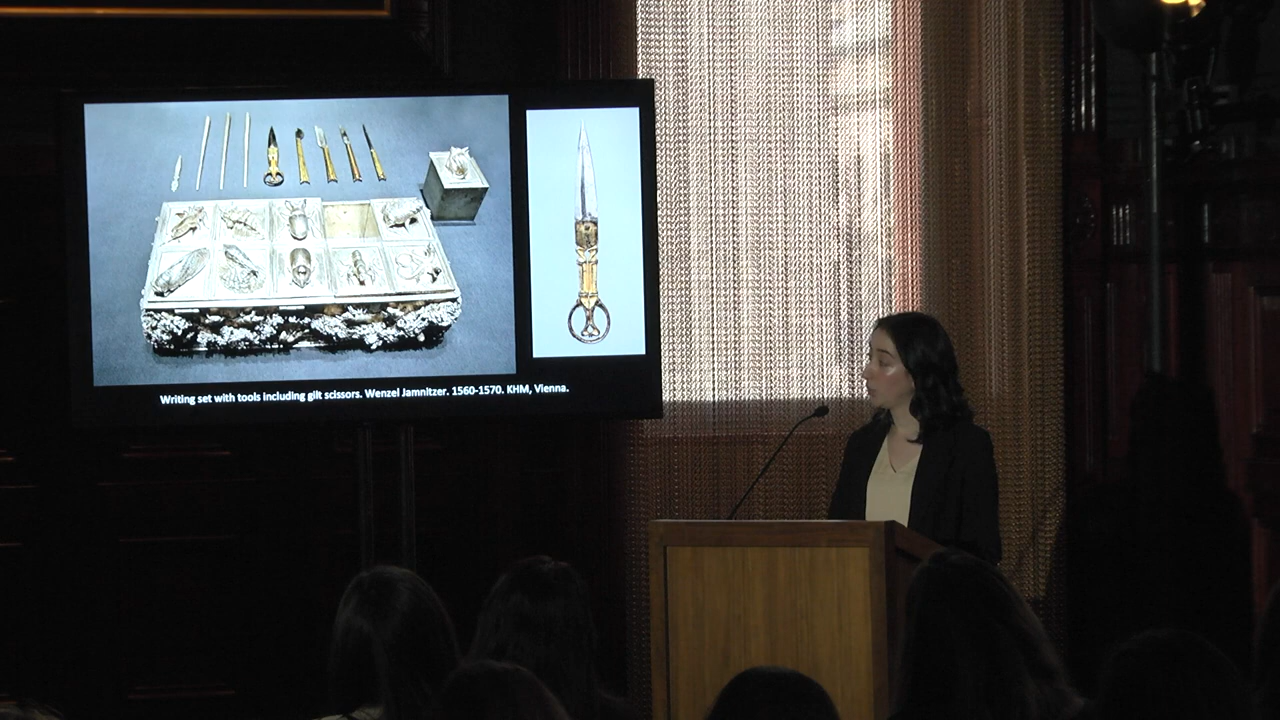 Writing set with tools including gilt scissors. Wenzel Jamnitzer. 1560-1570. KHM, Vienna.